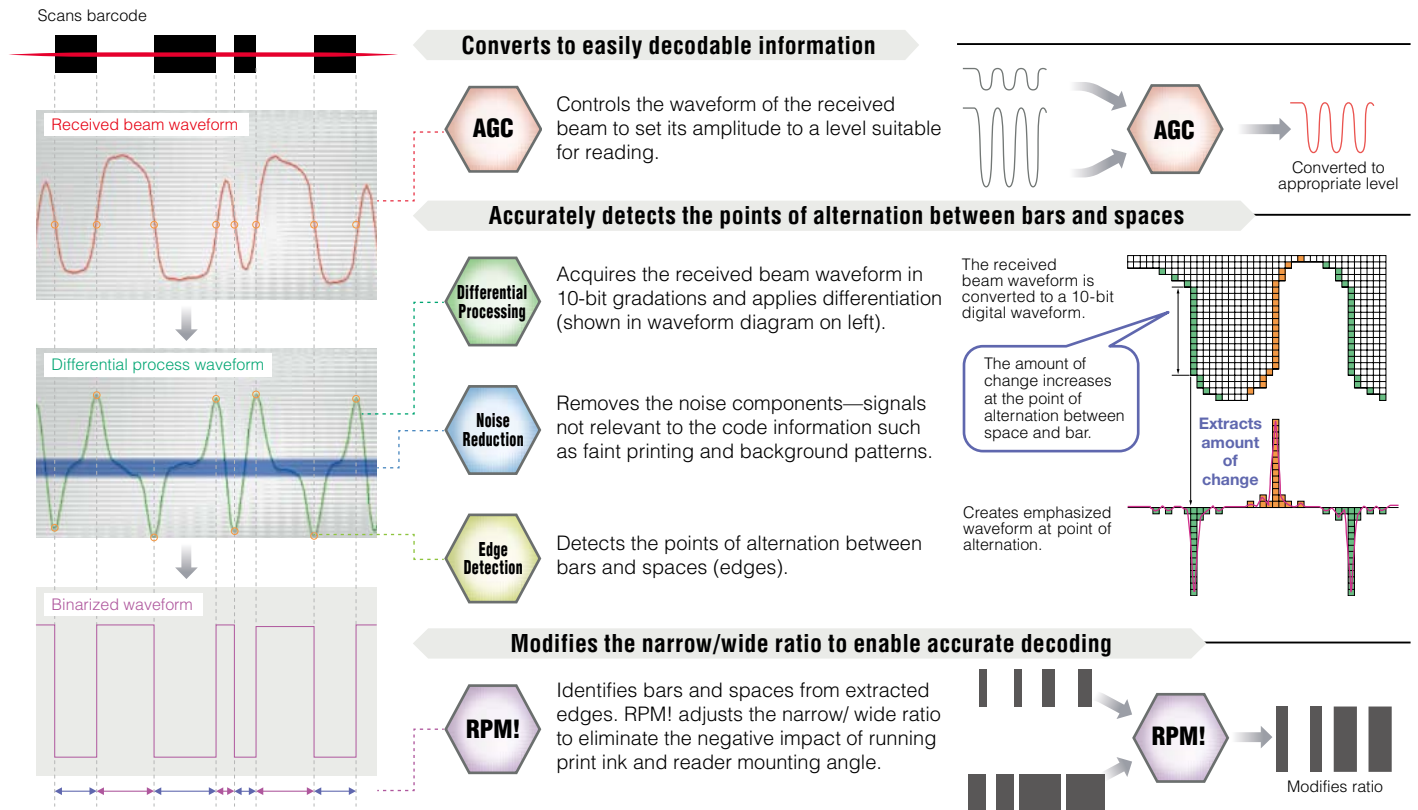 Scans barcode
Received beam waveform
Differential process waveform
Binarized waveform
Converts to easily decodable information
AGC
Controls the waveform of the received
beam to set its amplitude to a level suitable
for reading.
AGC
Converted to
appropriate level
Accurately detects the points of alternation between bars and spaces
Differential
Processing
Acquires the received beam waveform in
10-bit gradations and applies differentiation
(shown in waveform diagram on left).
Noise
Reduction
Removes the noise components—signals
not relevant to the code information such
as faint printing and background patterns.
Edge
Detection
Detects the points of alternation between
bars and spaces (edges).
The received
beam waveform is
converted to a 10-bit
digital waveform.
The amount of
change increases
at the point of
alternation between
space and bar.
Extracts
amount
of
change
Creates emphasized
waveform at point of
alternation.
Modifies the narrow/wide ratio to enable accurate decoding
RPM!
Identifies bars and spaces from extracted
edges. RPM! adjusts the narrow/ wide ratio
to eliminate the negative impact of running
print ink and reader mounting angle.
RPM!
Modifies ratio